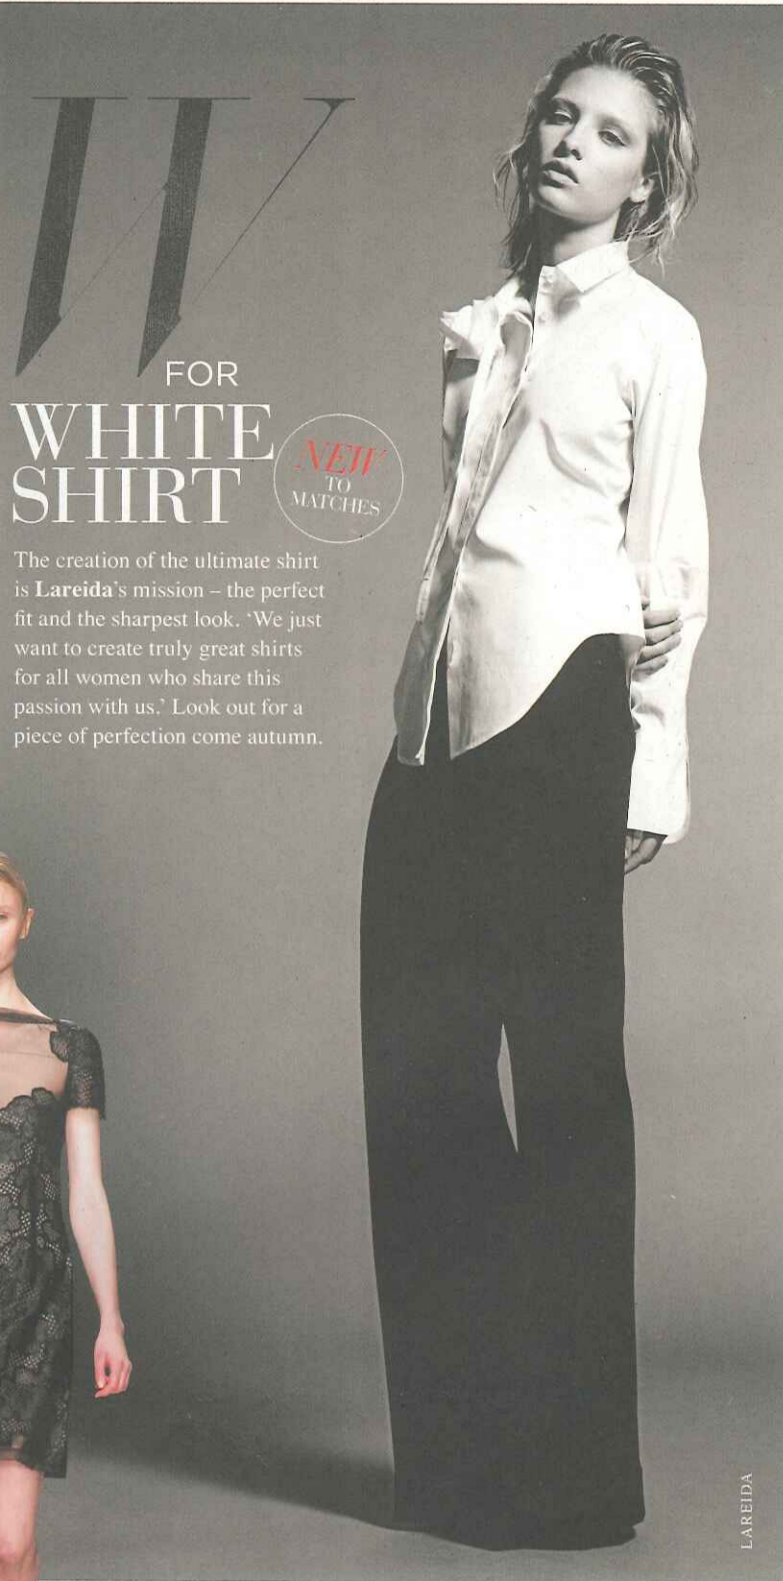 W
FOR
WHITE
SHIRT
NEW
TO
MATCHES
The creation of the ultimate shirt
is Lareida's mission – the perfect
fit and the sharpest look. ‘We just
want to create truly great shirts
for all women who share this
passion with us.’ Look out for a
piece of perfection come autumn.
LAREIDA